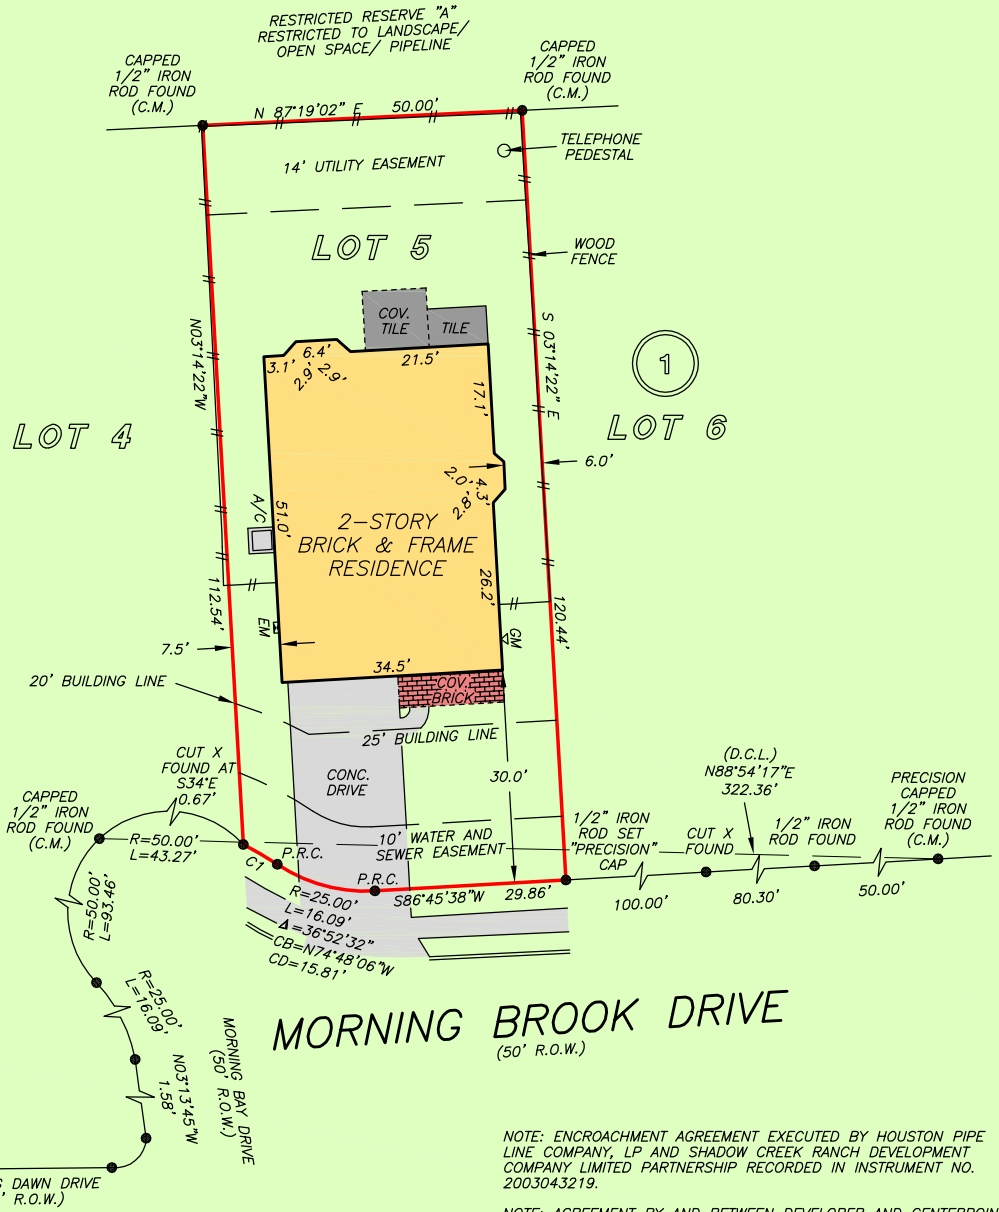 RESTRICTED RESERVE "A"
RESTRICTED TO LANDSCAPE/
OPEN SPACE/ PIPELINE
CAPPED
1/2" IRON
ROD FOUND
(C.M.)
CAPPED
1/2" IRON
ROD FOUND
(C.M.)
N 87°19'02" E
50.00'
TELEPHONE
PEDESTAL
14' UTILITY EASEMENT
LOT 5
WOOD
FENCE
COV.
TILE
TILE
N03°14'22"W
S 03°14'22" E
3.1'
6.4'
2.9'
2.9'
21.5'
17.1'
1
LOT 4
LOT 6
6.0'
2.0'
4.3'
2.8'
A/C
51.0'
2-STORY
BRICK & FRAME
RESIDENCE
26.2'
112.54'
120.44'
EM
GM
7.5'
34.5'
20' BUILDING LINE
COV.
BRICK
25' BUILDING LINE
CUT X
FOUND AT
S34°E
0.67'
CONC.
DRIVE
30.0'
(D.C.L.)
N88°54'17"E
322.36'
CAPPED
1/2" IRON
ROD FOUND
(C.M.)
PRECISION
CAPPED
1/2" IRON
ROD FOUND
(C.M.)
R=50.00'
L=43.27'
10' WATER AND
SEWER EASEMENT
1/2" IRON
ROD SET
"PRECISION"
CAP
CUT X
FOUND
1/2" IRON
ROD FOUND
C1
P.R.C.
P.R.C.
S86°45'38"W
29.86'
100.00'
80.30'
50.00'
R=25.00'
L=16.09'
Δ=36°52'32"
CB=N74°48'06"W
CD=15.81'
R=50.00'
L=93.46'
R=25.00'
L=16.09'
MORNING BROOK DRIVE
(50' R.O.W.)
MORNING BAY DRIVE
(50' R.O.W.)
N03°13'45"W
1.58'
DAWN DRIVE
' R.O.W.)
NOTE: ENCROACHMENT AGREEMENT EXECUTED BY HOUSTON PIPE
LINE COMPANY, LP AND SHADOW CREEK RANCH DEVELOPMENT
COMPANY LIMITED PARTNERSHIP RECORDED IN INSTRUMENT NO.
2003043219.
NOTE: AGREEMENT BY AND BETWEEN DEVELOPER AND CENTERPOIN